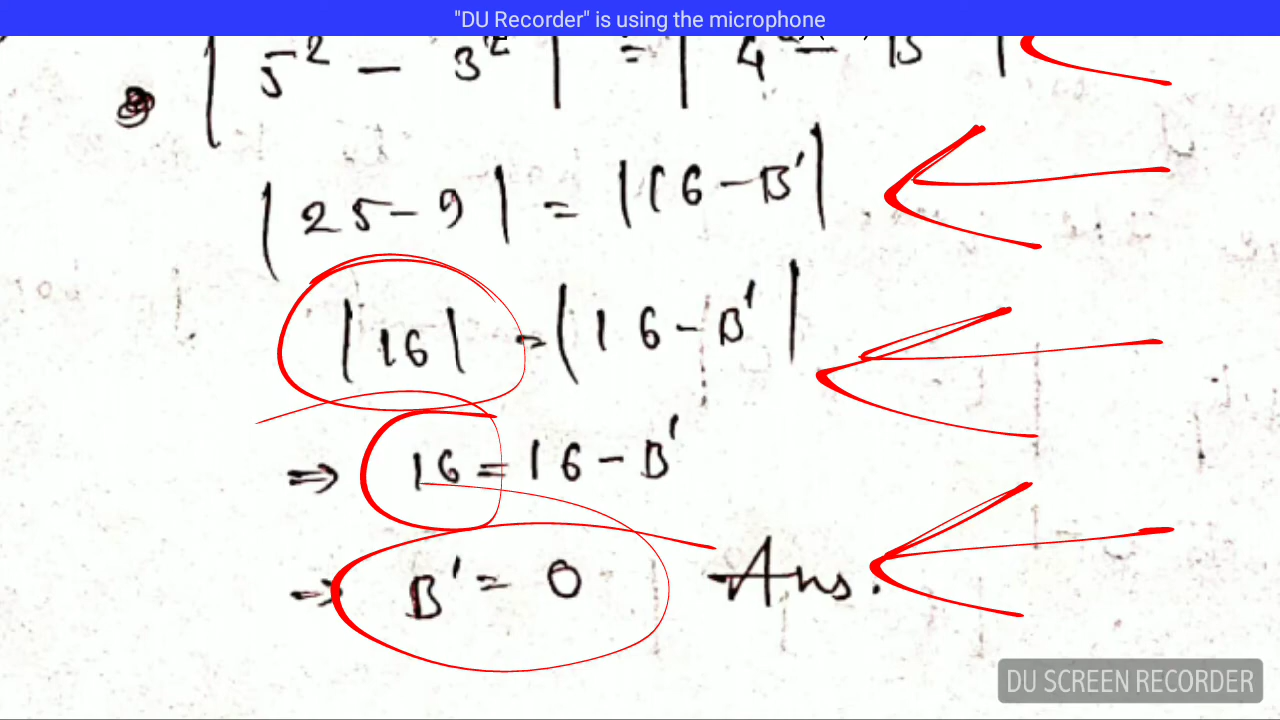 "DU Recorder" is using the microphone
| 5² - 3² | = | 4² - B |
| 25 - 9 | = | 16 - B' |
| 16 | = | 16 - B' |
⇒ 16 = 16 - B'
⇒ B' = 0 Ans.
DU SCREEN RECORDER